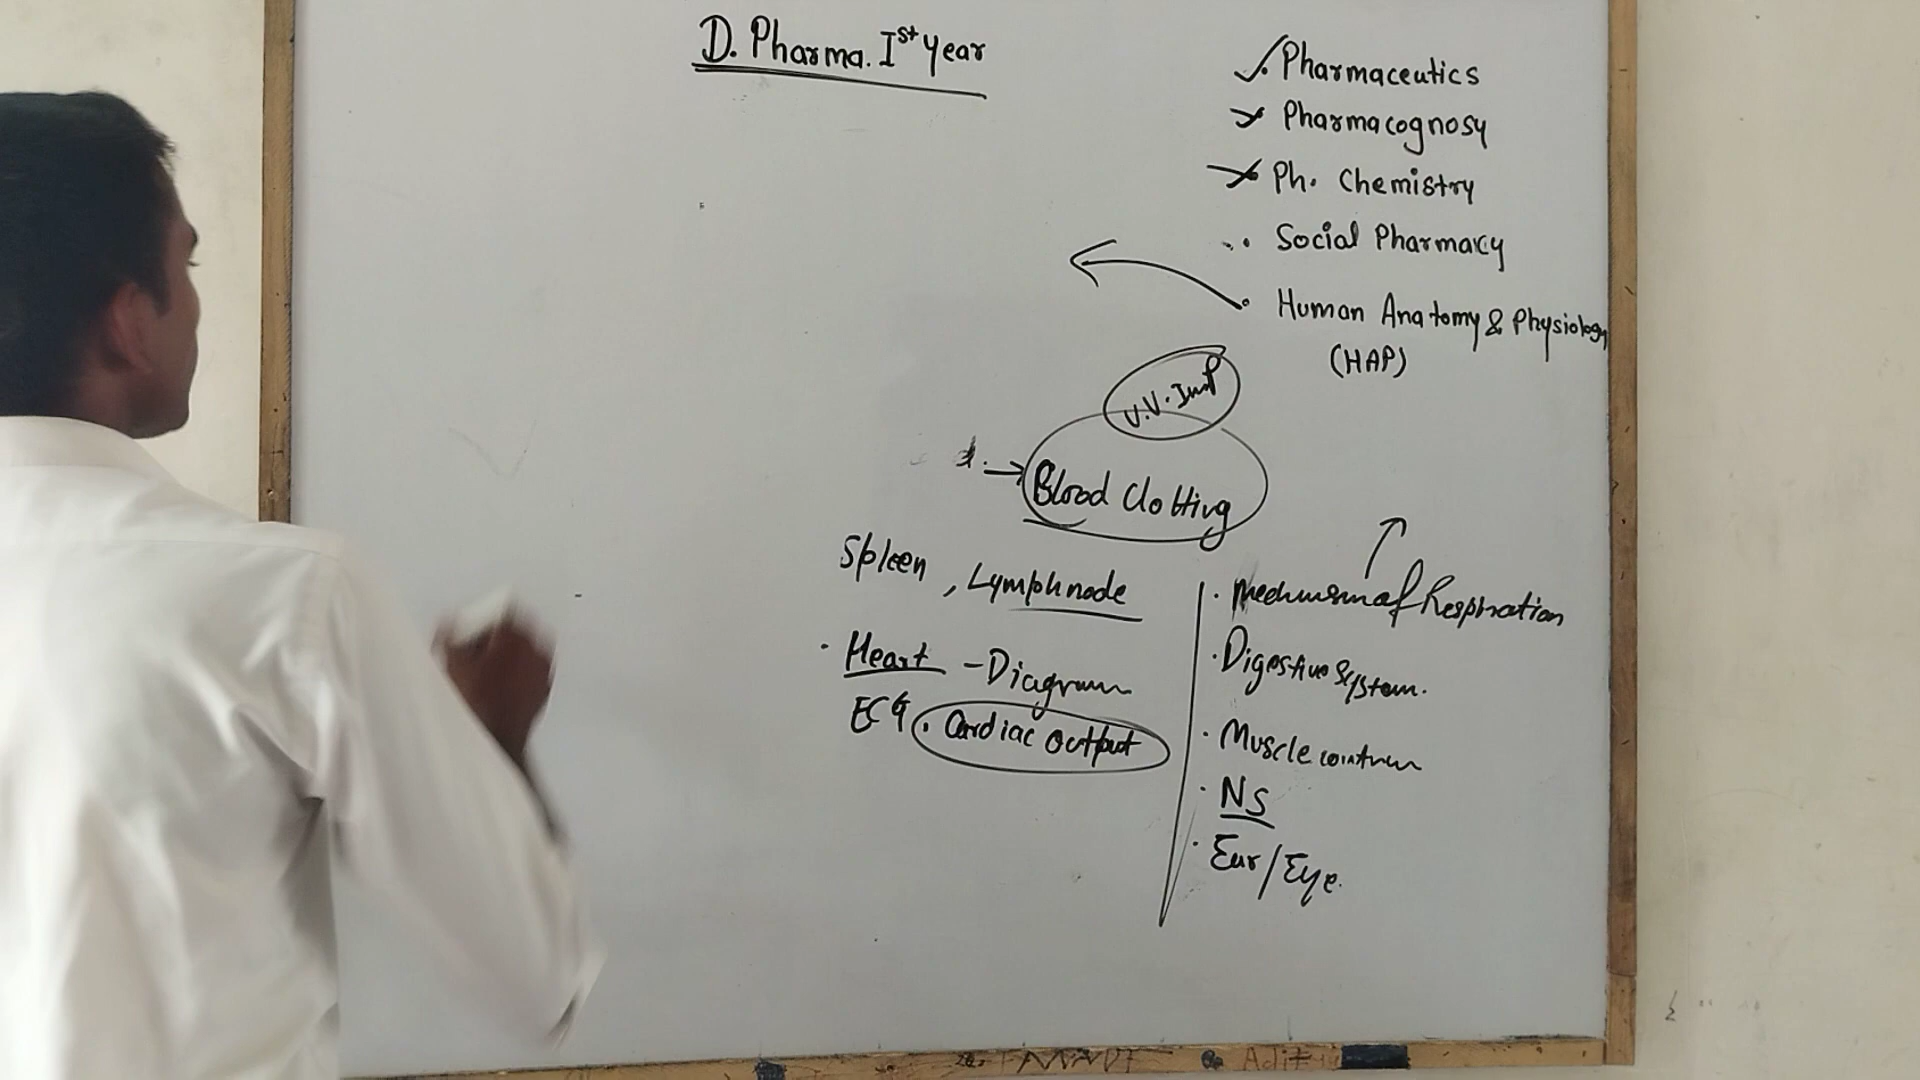 D. Pharma. Ist Year
Pharmaceutics
Pharmacognosy
Ph. Chemistry
Social Pharmacy
Human Anatomy & Physiology
(HAP)
V.V. Imp
Blood Clotting
Spleen, Lymphnode
Heart - Diagram
ECG. Cardiac Output
Mechanism of Respiration
Digestive System.
Muscle
NS
Ear/Eye.